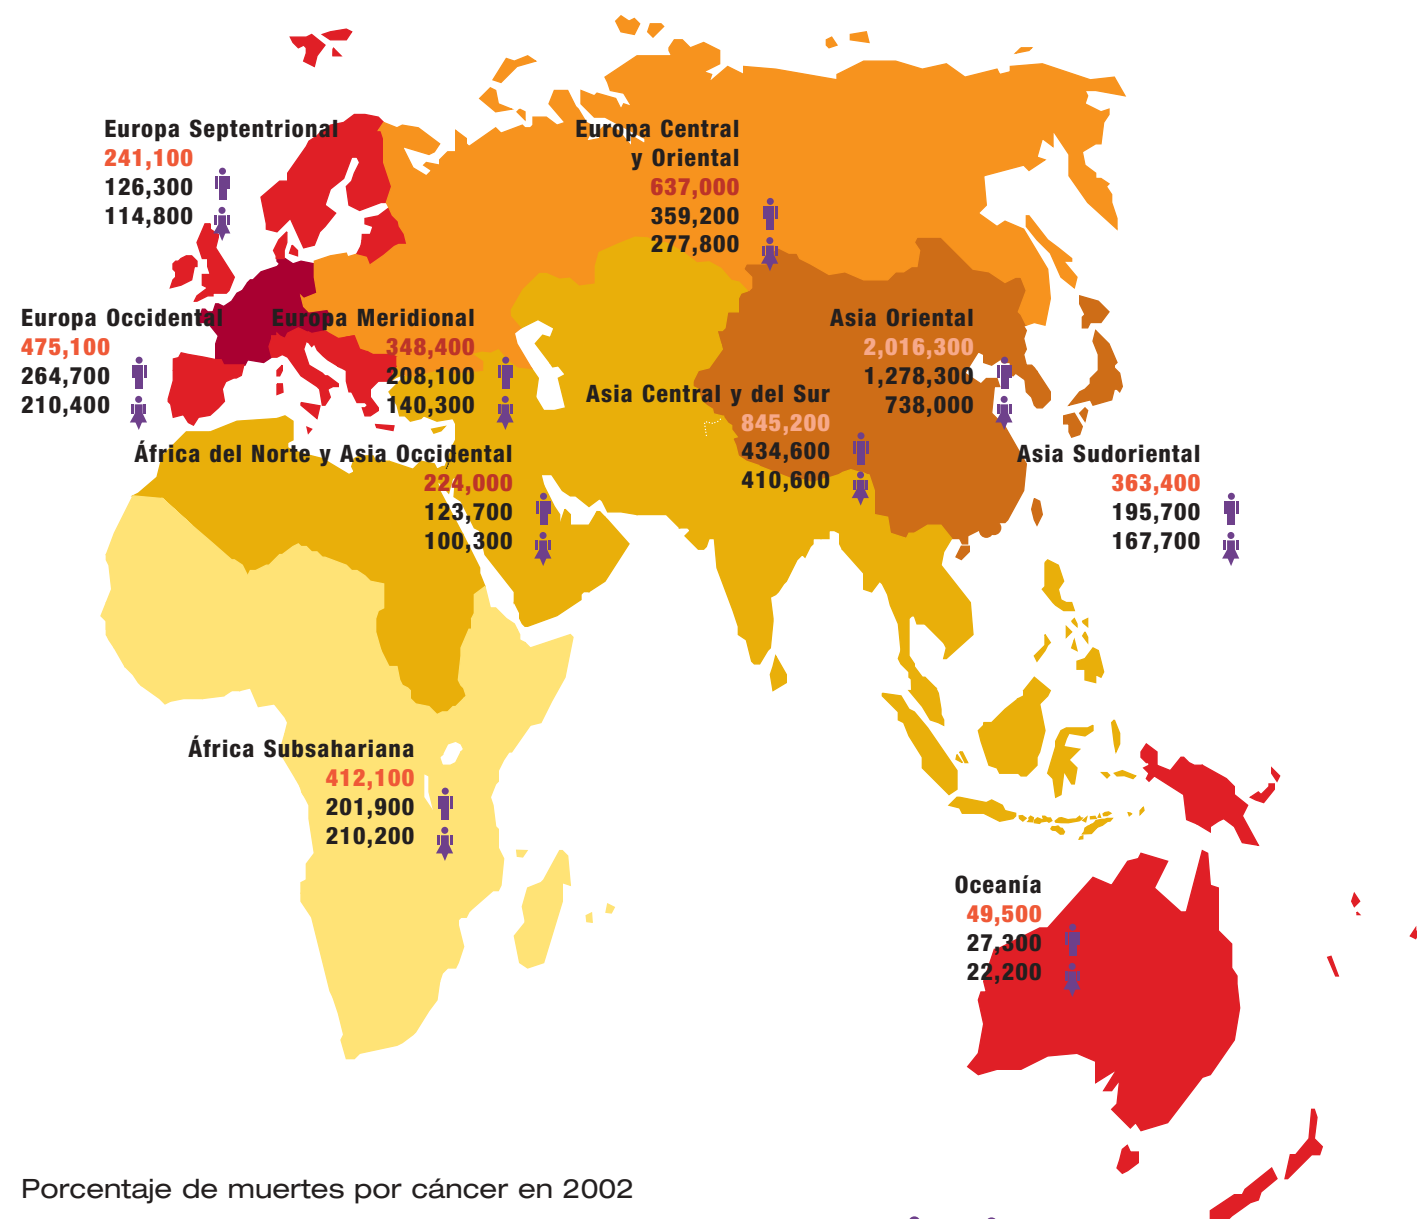 Europa Septentrional
241,100
126,300
114,800
Europa Central
y Oriental
637,000
359,200
277,800
Europa Occidental
475,100
264,700
210,400
Europa Meridional
348,400
208,100
140,300
Asia Oriental
2,016,300
1,278,300
738,000
Asia Central y del Sur
845,200
434,600
410,600
África del Norte y Asia Occidental
224,000
123,700
100,300
Asia Sudoriental
363,400
195,700
167,700
África Subsahariana
412,100
201,900
210,200
Oceanía
49,500
27,300
22,200
Porcentaje de muertes por cáncer en 2002